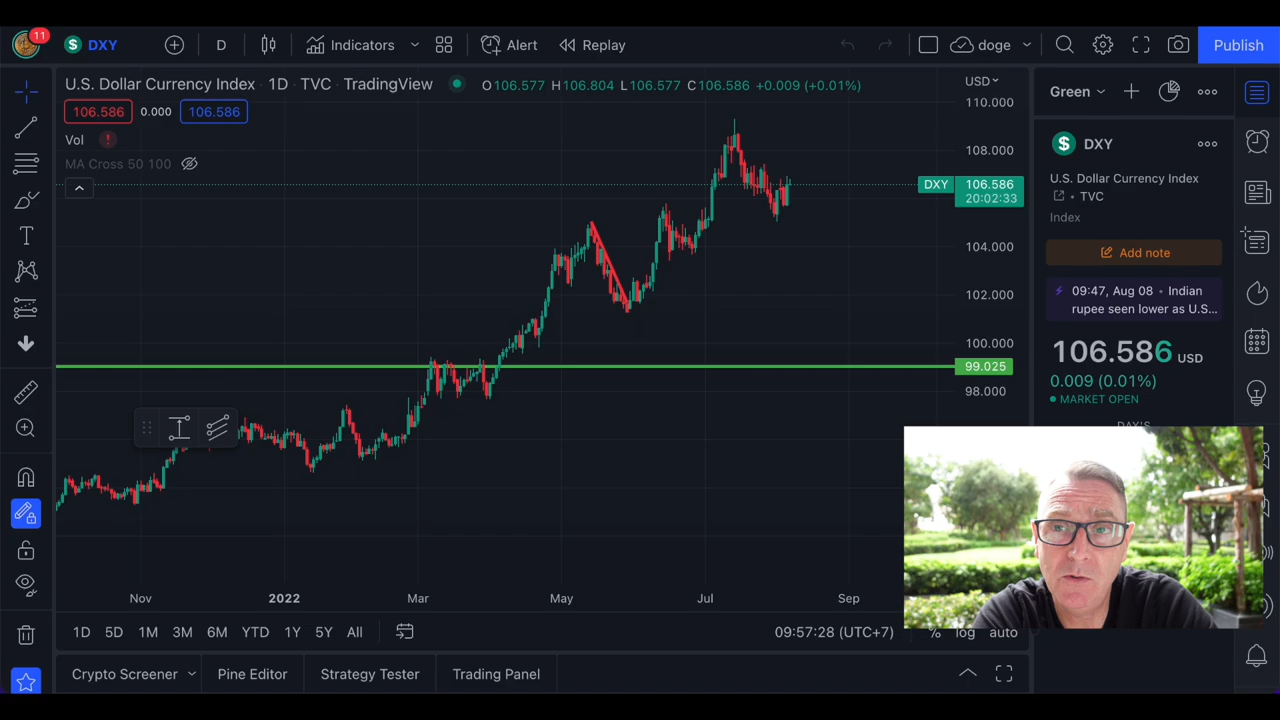 11
$ DXY
D
Indicators
Alert
Replay
doge
Publish
U.S. Dollar Currency Index · 1D · TVC · TradingView
O106.577 H106.804 L106.577 C106.586 +0.009 (+0.01%)
USD
106.586 0.000 106.586
Vol
MA Cross 50 100
110.000
108.000
DXY 106.586
20:02:33
104.000
102.000
100.000
99.025
98.000
Nov 2022 Mar May Jul Sep
1D 5D 1M 3M 6M YTD 1Y 5Y All
09:57:28 (UTC+7) % log auto
Crypto Screener Pine Editor Strategy Tester Trading Panel
Green
$ DXY
U.S. Dollar Currency Index
• TVC
Index
Add note
09:47, Aug 08 • Indian
rupee seen lower as U.S...
106.586 USD
0.009 (0.01%)
MARKET OPEN